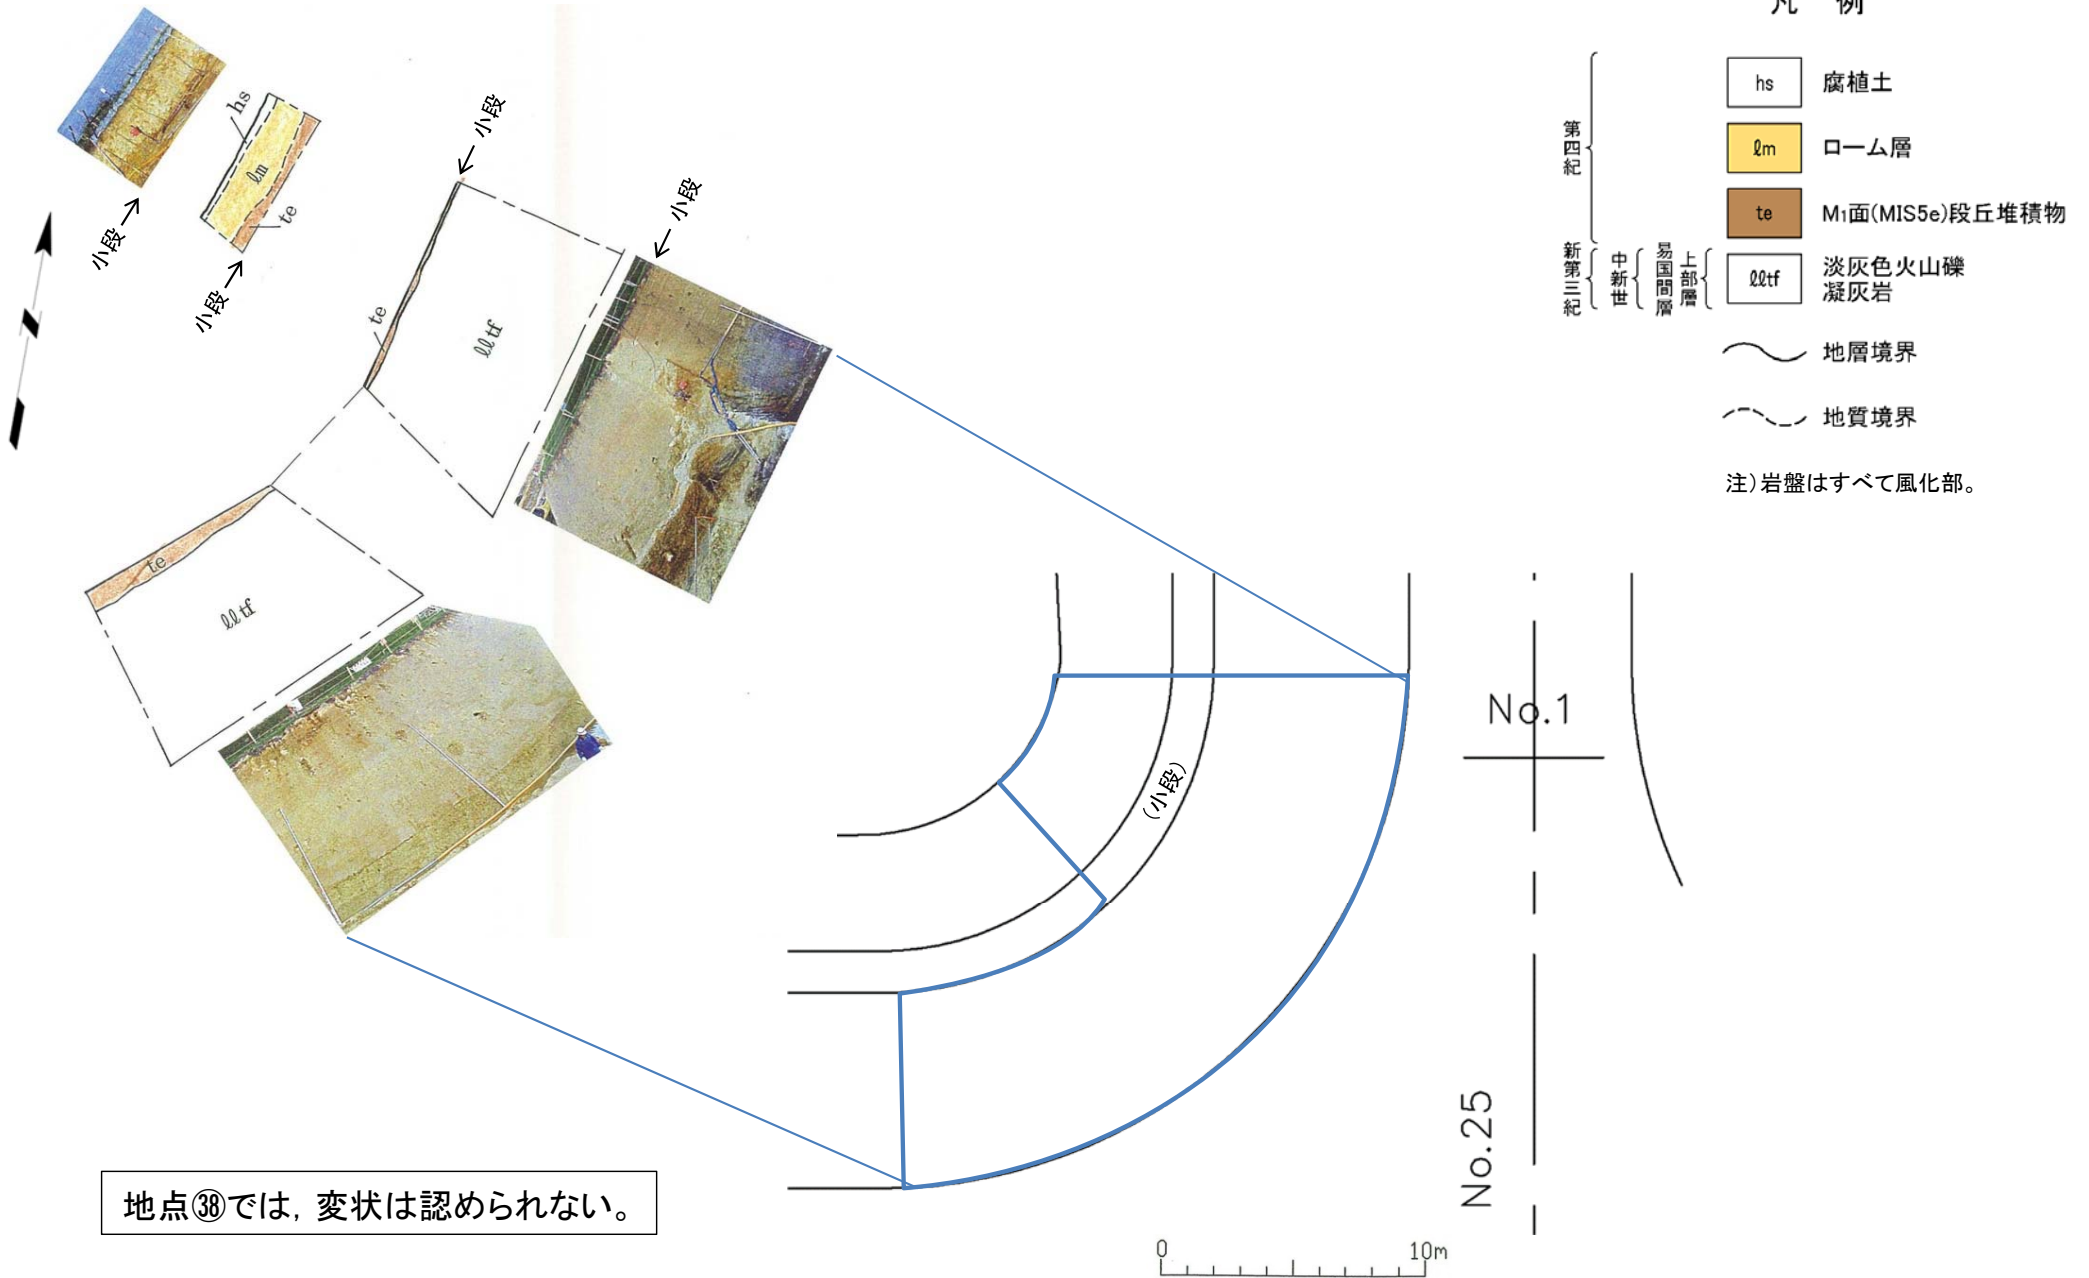 凡 例
第四紀
hs 腐植土
ℓm ローム層
te M₁面(MIS5e)段丘堆積物
新第三紀 中新世 易国間層 上部層
ℓℓtf 淡灰色火山礫
凝灰岩
地層境界
地質境界
注)岩盤はすべて風化部。
hs
ℓm
te
小段
小段
小段
小段
te
ℓℓtf
te
ℓℓtf
(小段)
No.1
No.25
地点㊳では, 変状は認められない。
0 10m